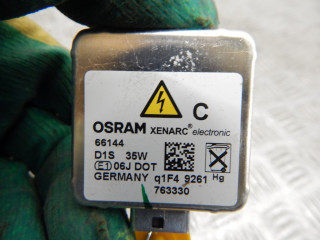 C
OSRAM XENARC® electronic
66144
D1S 35W
E1 06J DOT
GERMANY q1F4 9261 Hg
763330